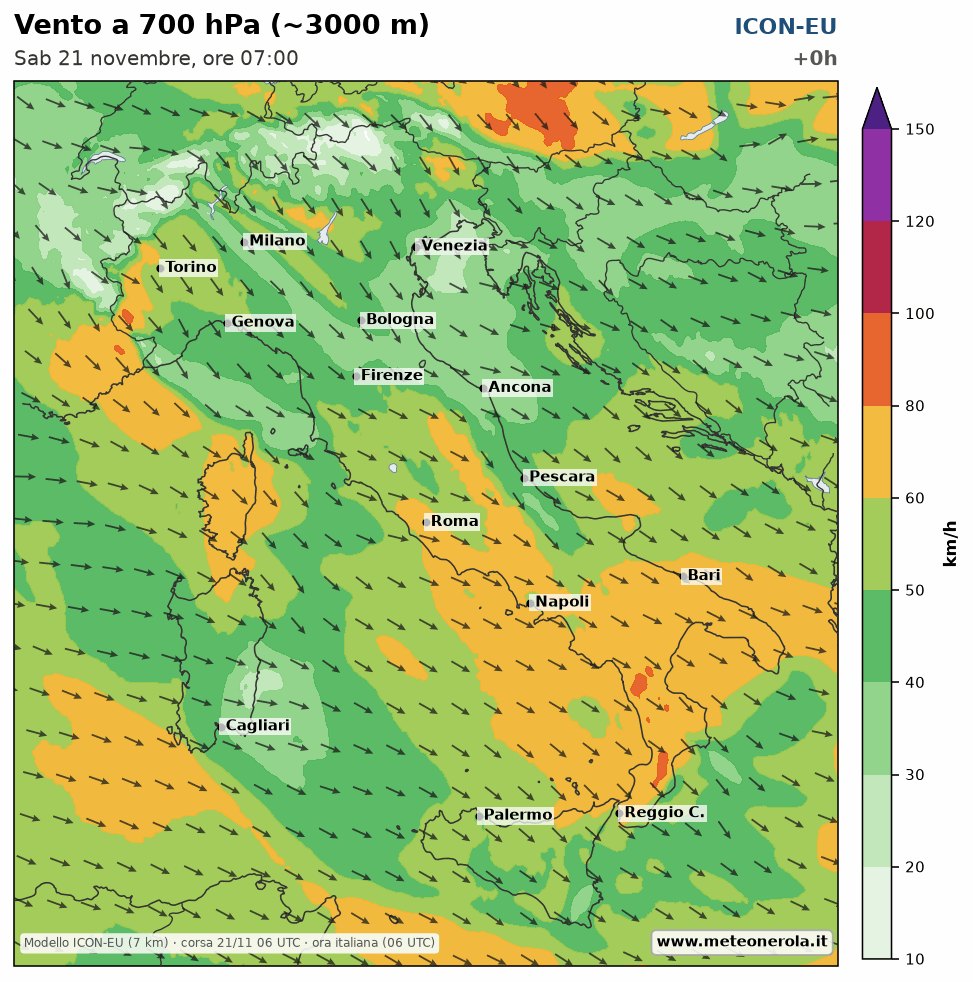 Vento a 700 hPa (~3000 m)
ICON-EU
Sab 21 novembre, ore 07:00
+0h
150
120
100
80
60
50
40
30
20
10
km/h
Milano
Venezia
Torino
Genova
Bologna
Firenze
Ancona
Pescara
Roma
Bari
Napoli
Cagliari
Palermo
Reggio C.
Modello ICON-EU (7 km) · corsa 21/11 06 UTC · ora italiana (06 UTC)
www.meteonerola.it